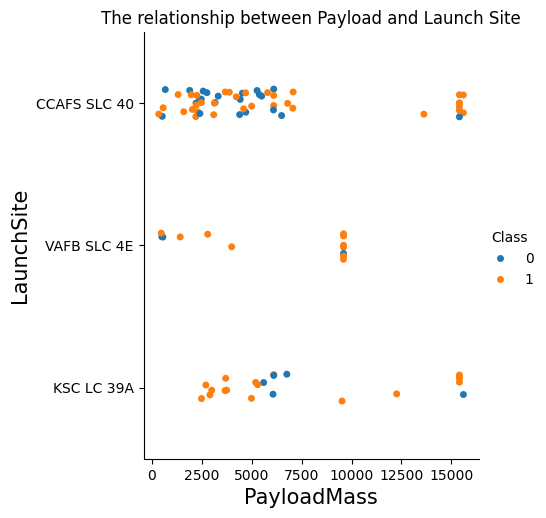 The relationship between Payload and Launch Site
CCAFS SLC 40
VAFB SLC 4E
KSC LC 39A
LaunchSite
0 2500 5000 7500 10000 12500 15000
PayloadMass
Class
0
1